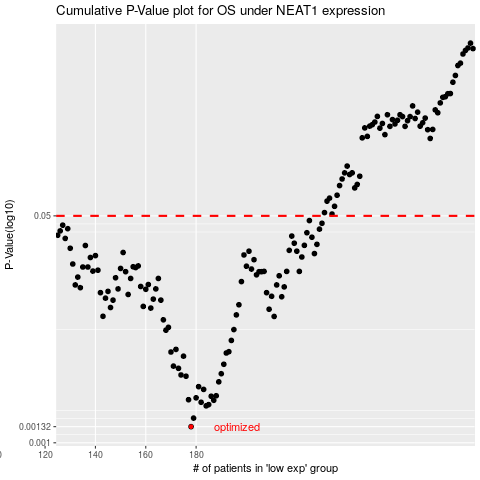 Cumulative P-Value plot for OS under NEAT1 expression
P-Value(log10)
0.05
0.00132
0.001
optimized
0
120 140 160 180
# of patients in 'low exp' group